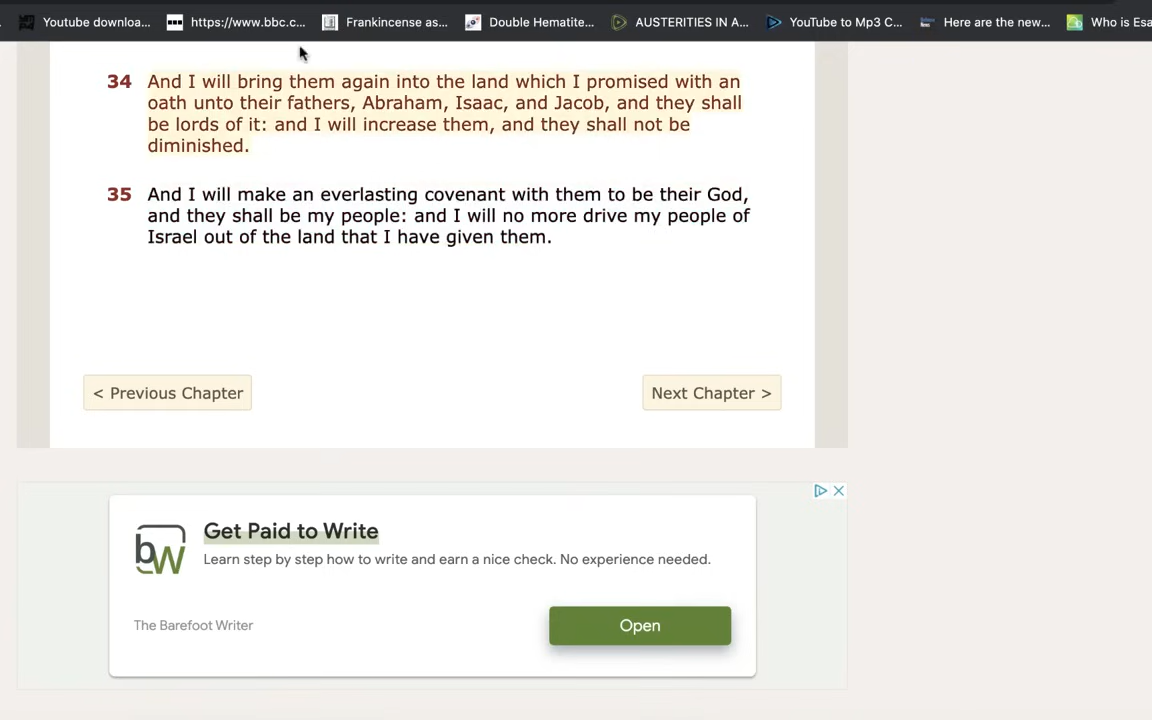 Youtube downloa... https://www.bbc.c... Frankincense as... Double Hematite... AUSTERITIES IN A... YouTube to Mp3 C... Here are the new... Who is Esa
34 And I will bring them again into the land which I promised with an
oath unto their fathers, Abraham, Isaac, and Jacob, and they shall
be lords of it: and I will increase them, and they shall not be
diminished.
35 And I will make an everlasting covenant with them to be their God,
and they shall be my people: and I will no more drive my people of
Israel out of the land that I have given them.
< Previous Chapter Next Chapter >
bW
Get Paid to Write
Learn step by step how to write and earn a nice check. No experience needed.
The Barefoot Writer Open